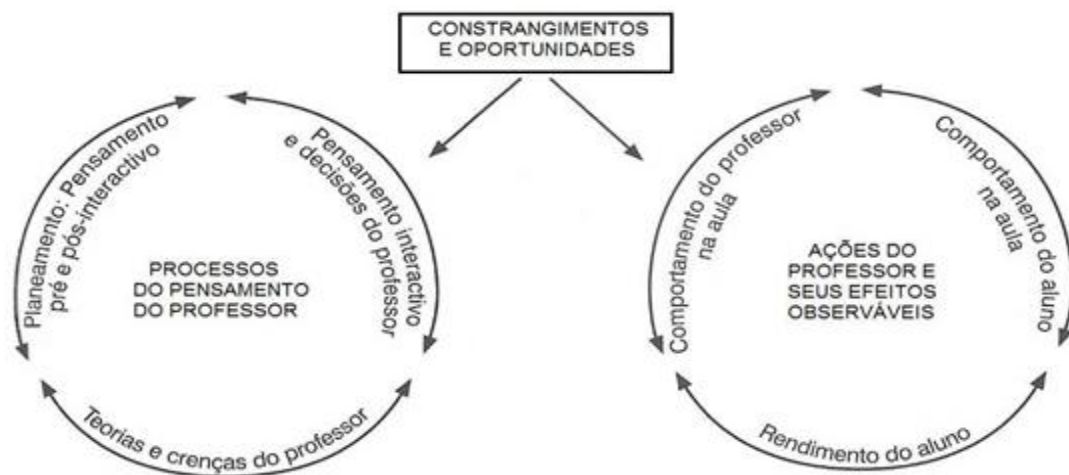 CONSTRANGIMENTOS
E OPORTUNIDADES
Planeamento: Pensamento
pré e pós-interactivo
Pensamento interactivo
e decisões do professor
PROCESSOS
DO PENSAMENTO
DO PROFESSOR
Teorias e crenças do professor
Comportamento do professor
na aula
Comportamento do aluno
na aula
AÇÕES DO
PROFESSOR E
SEUS EFEITOS
OBSERVÁVEIS
Rendimento do aluno